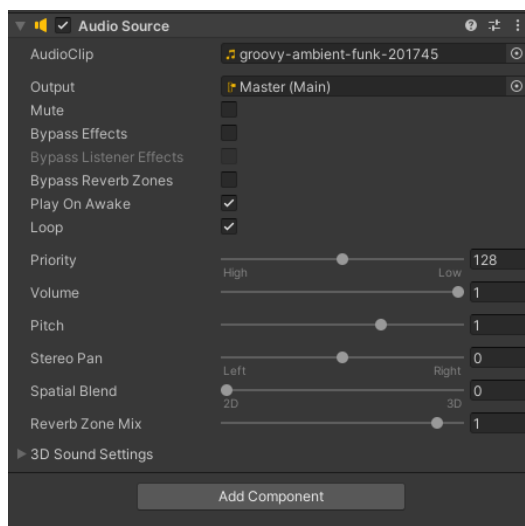 Audio Source
AudioClip groovy-ambient-funk-201745
Output Master (Main)
Mute
Bypass Effects
Bypass Listener Effects
Bypass Reverb Zones
Play On Awake
Loop
Priority 128
High Low
Volume 1
Pitch 1
Stereo Pan 0
Left Right
Spatial Blend 0
2D 3D
Reverb Zone Mix 1
3D Sound Settings
Add Component